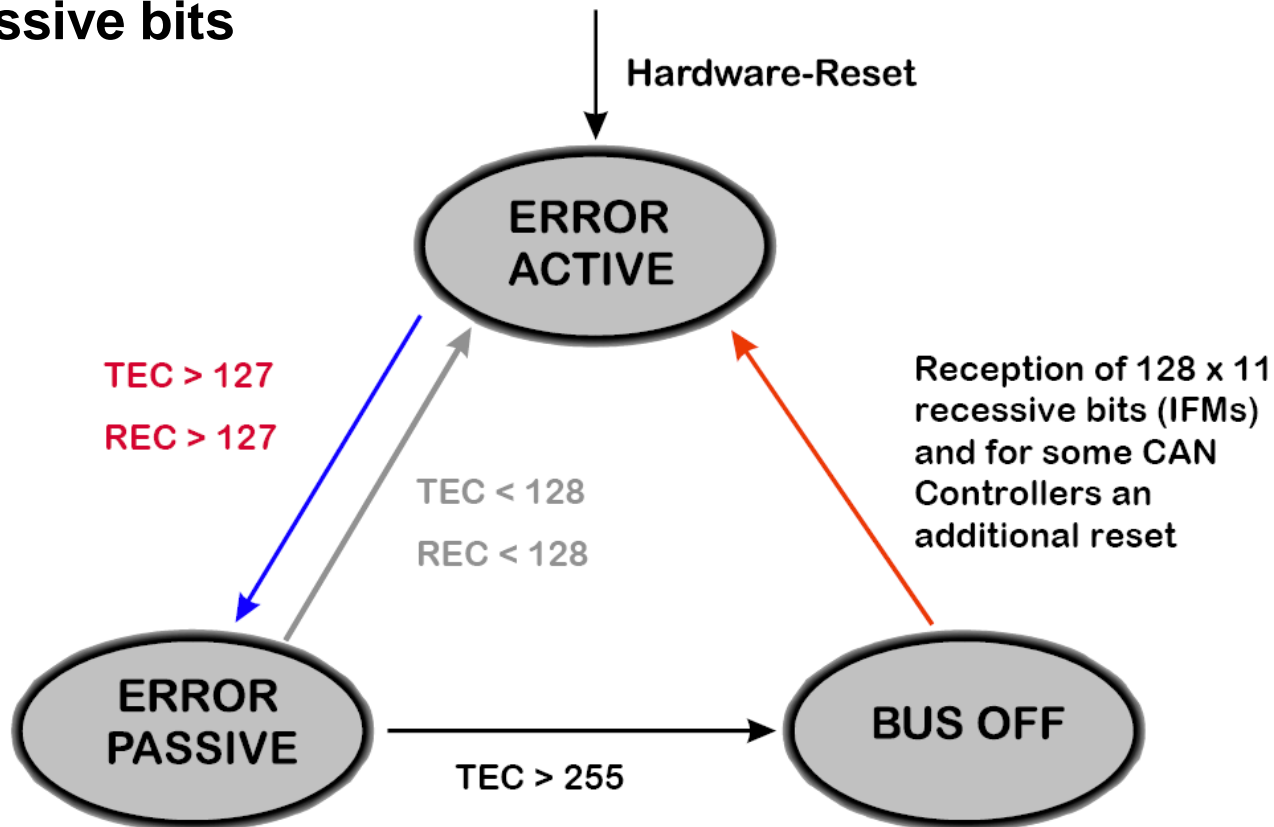 bits
Hardware-Reset
ERROR
ACTIVE
TEC > 127
REC > 127
TEC < 128
REC < 128
Reception of 128 x 11
recessive bits (IFMs)
and for some CAN
Controllers an
additional reset
ERROR
PASSIVE
TEC > 255
BUS OFF